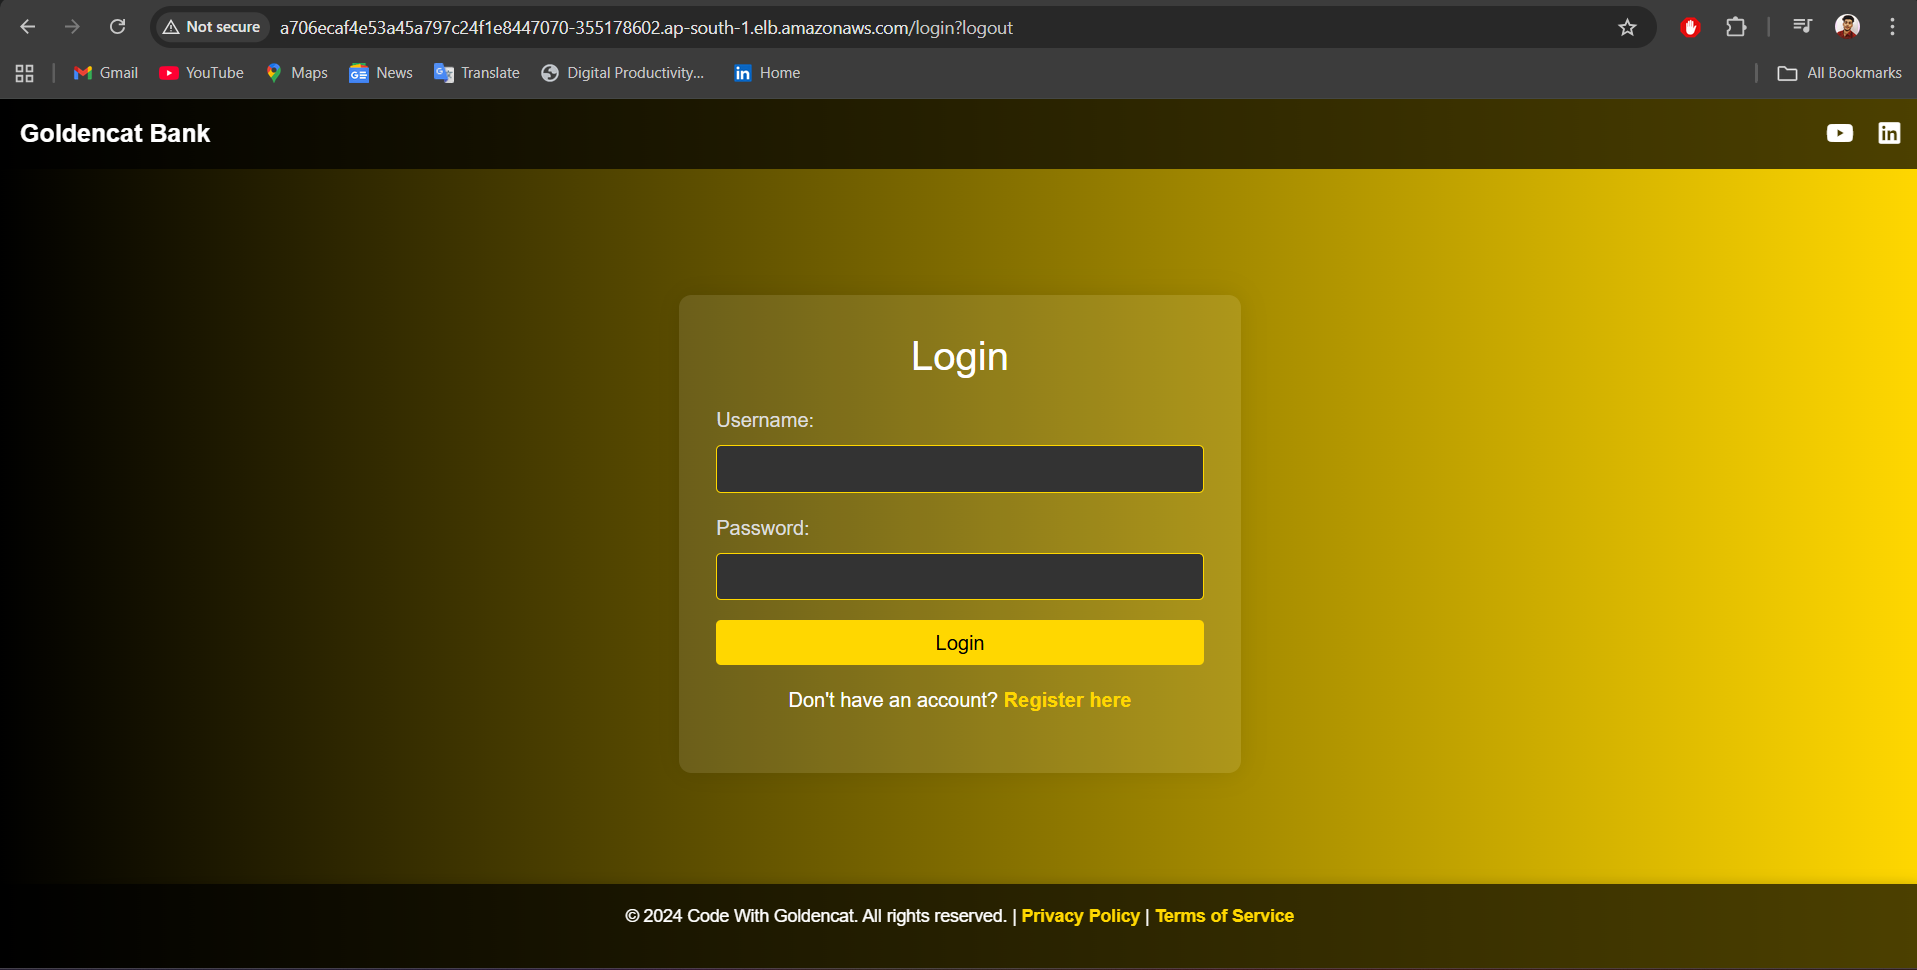 Not secure a706ecaf4e53a45a797c24f1e8447070-355178602.ap-south-1.elb.amazonaws.com/login?logout
Gmail YouTube Maps News Translate Digital Productivity... Home All Bookmarks
Goldencat Bank
Login
Username:
Password:
Login
Don't have an account? Register here
© 2024 Code With Goldencat. All rights reserved. | Privacy Policy | Terms of Service